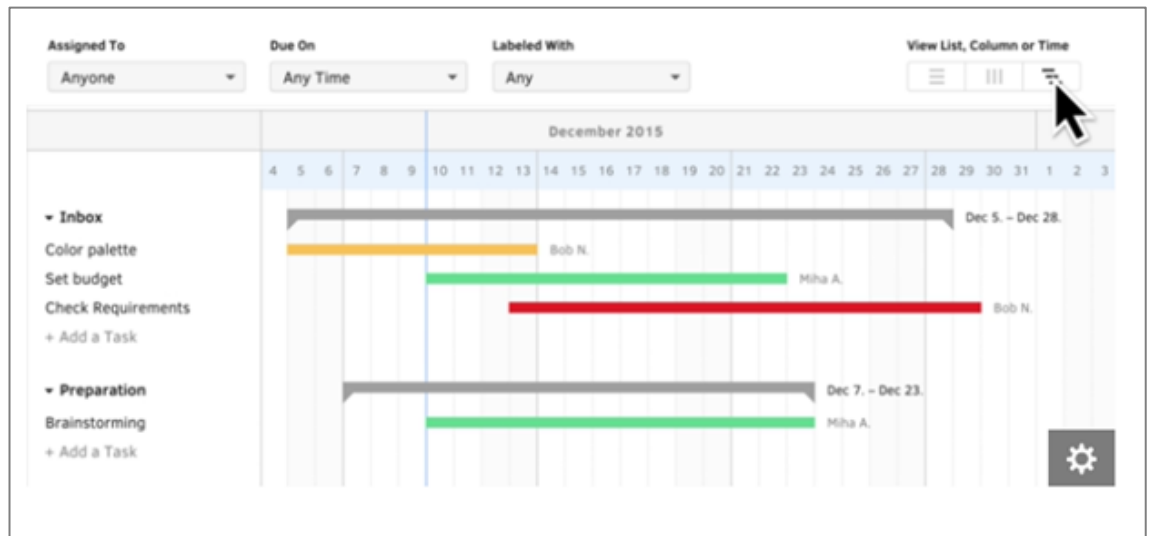 Assigned To Due On Labeled With View List, Column or Time
Anyone Any Time Any
December 2015
4 5 6 7 8 9 10 11 12 13 14 15 16 17 18 19 20 21 22 23 24 25 26 27 28 29 30 31 1 2 3
Inbox Dec 5. – Dec 28.
Color palette Bob N.
Set budget Miha A.
Check Requirements Bob N.
+ Add a Task
Preparation Dec 7. – Dec 23.
Brainstorming Miha A.
+ Add a Task